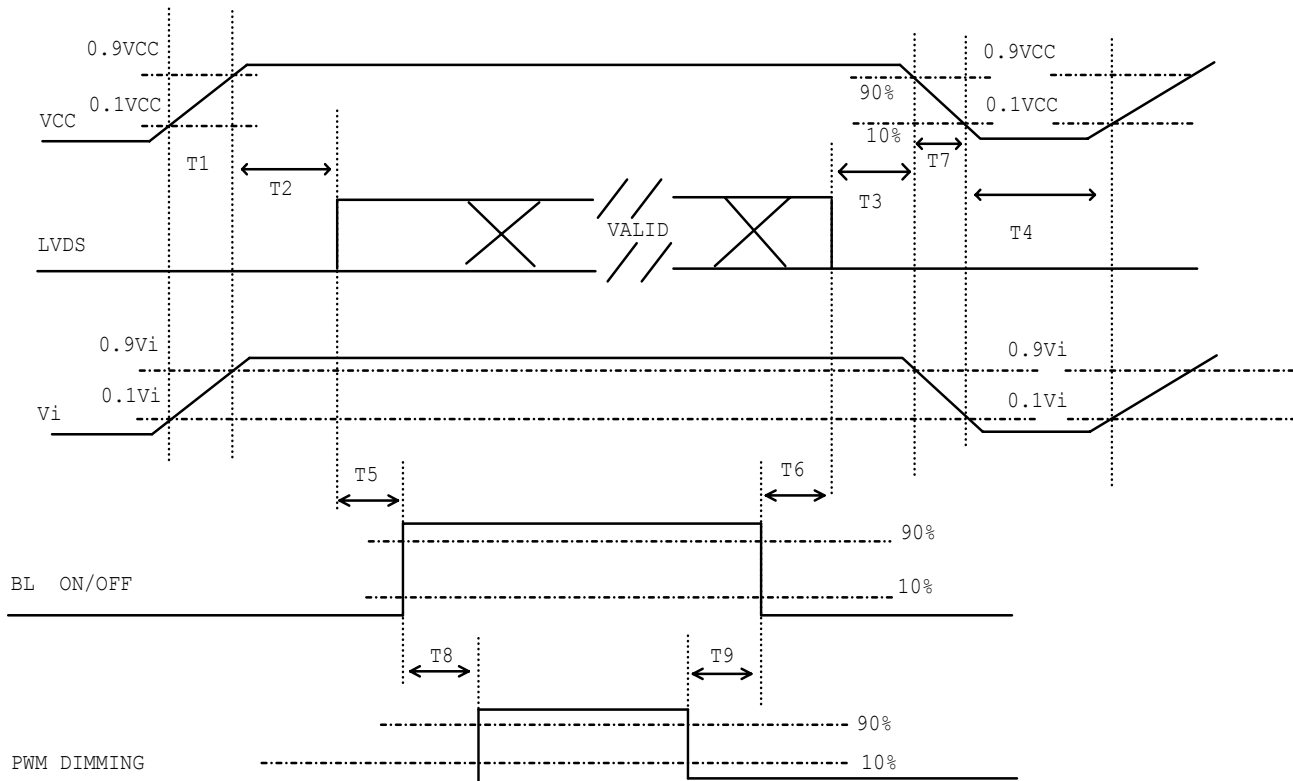 0.9VCC
0.9VCC
90%
0.1VCC
0.1VCC
VCC
10%
T1
T7
T2
T3
T4
VALID
LVDS
0.9Vi
0.9Vi
0.1Vi
0.1Vi
Vi
T5
T6
90%
BL ON/OFF
10%
T8
T9
90%
PWM DIMMING
10%